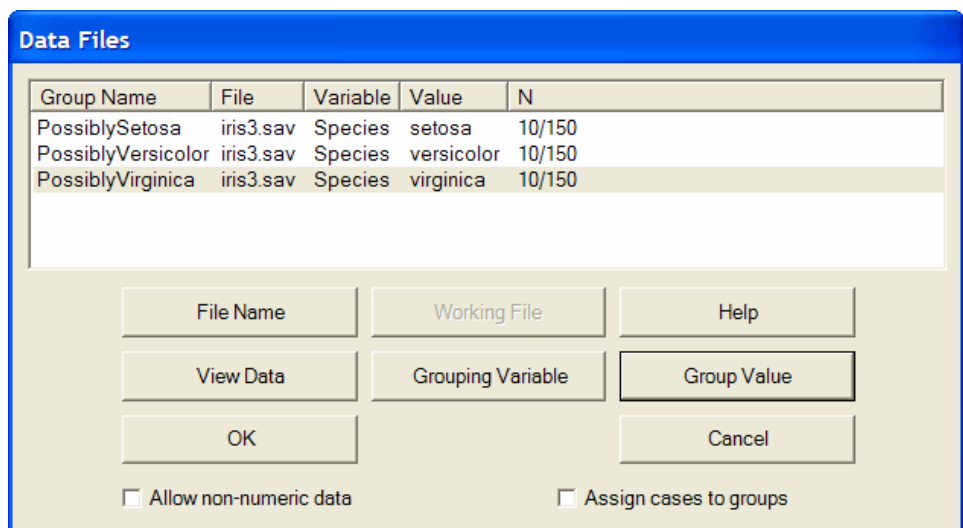 Data Files
Group Name File Variable Value N
PossiblySetosa iris3.sav Species setosa 10/150
PossiblyVersicolor iris3.sav Species versicolor 10/150
PossiblyVirginica iris3.sav Species virginica 10/150
File Name Working File Help
View Data Grouping Variable Group Value
OK Cancel
Allow non-numeric data Assign cases to groups